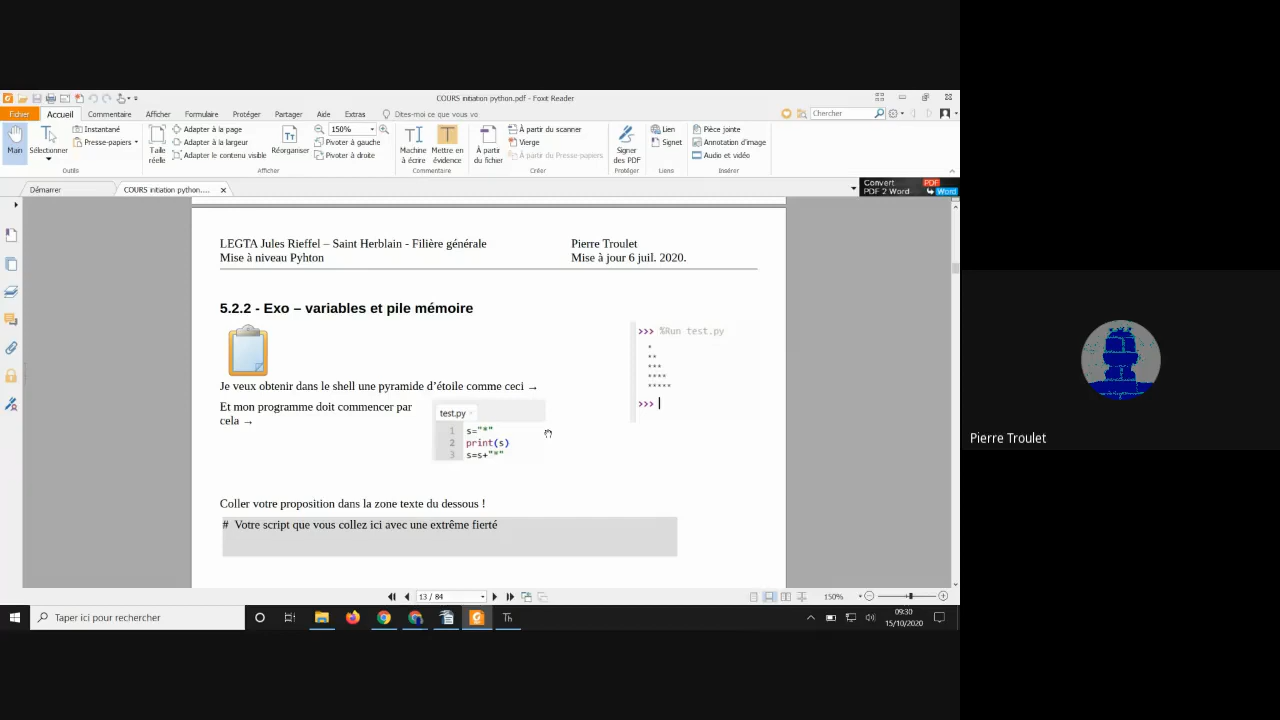 COURS initiation python.pdf - Foxit Reader
Fichier Accueil Commentaire Afficher Formulaire Protéger Partager Aide Extras Dites-moi ce que vous vo Chercher
Main
Sélectionner
Instantané
Presse-papiers
Outils
Taille réelle
Adapter à la page
Adapter à la largeur
Adapter le contenu visible
Réorganiser
150%
Pivoter à gauche
Pivoter à droite
Afficher
Machine à écrire
Mettre en évidence
Commentaire
À partir du fichier
À partir du scanner
Vierge
À partir du Presse-papiers
Créer
Signer des PDF
Protéger
Lien
Signet
Liens
Pièce jointe
Annotation d'image
Audio et vidéo
Insérer
Démarrer
COURS initiation python....
Convert PDF
PDF 2 Word Word
LEGTA Jules Rieffel – Saint Herblain - Filière générale
Pierre Troulet
Mise à niveau Pyhton
Mise à jour 6 juil. 2020.
5.2.2 - Exo – variables et pile mémoire
>>> %Run test.py
*
**
***
****
*****
>>>
Je veux obtenir dans le shell une pyramide d’étoile comme ceci →
Et mon programme doit commencer par
cela →
test.py
1 s="*"
2 print(s)
3 s=s+"*"
Coller votre proposition dans la zone texte du dessous !
# Votre script que vous collez ici avec une extrême fierté
13 / 84
150%
Taper ici pour rechercher
Th
09:30
15/10/2020
Pierre Troulet